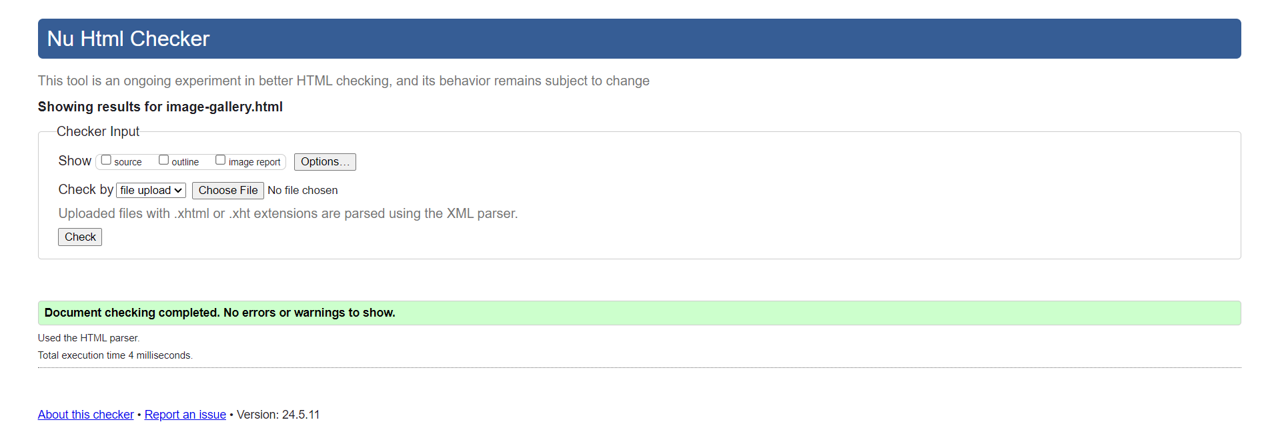 Nu Html Checker
This tool is an ongoing experiment in better HTML checking, and its behavior remains subject to change
Showing results for image-gallery.html
Checker Input
Show source outline image report Options...
Check by file upload Choose File No file chosen
Uploaded files with .xhtml or .xht extensions are parsed using the XML parser.
Check
Document checking completed. No errors or warnings to show.
Used the HTML parser.
Total execution time 4 milliseconds.
About this checker • Report an issue • Version: 24.5.11